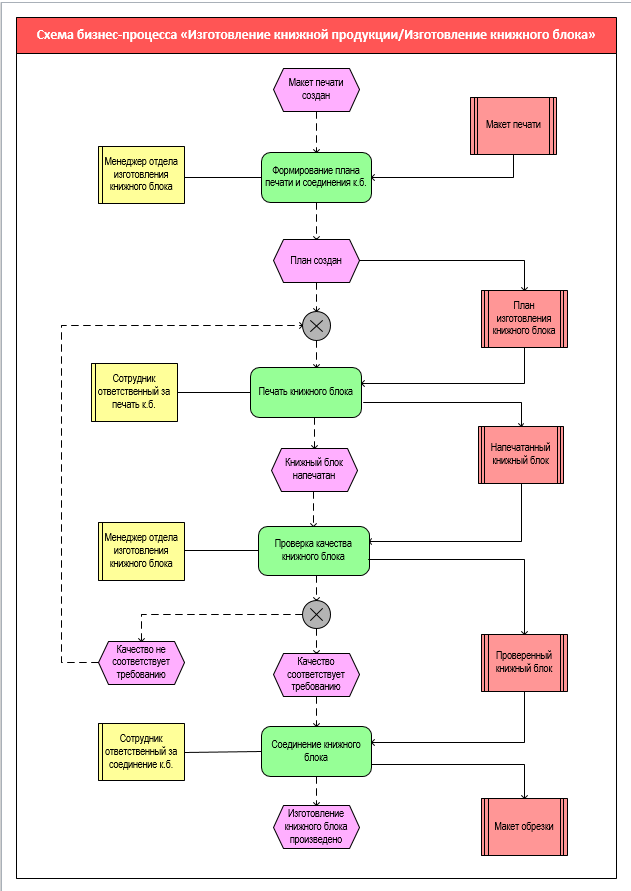 Схема бизнес-процесса «Изготовление книжной продукции/Изготовление книжного блока»
Макет печати
создан
Макет печати
Менеджер отдела
изготовления
книжного блока
Формирование плана
печати и соединения к.б.
План создан
План
изготовления
книжного блока
Сотрудник
ответственный за
печать к.б.
Печать книжного блока
Книжный блок
напечатан
Напечатанный
книжный блок
Менеджер отдела
изготовления
книжного блока
Проверка качества
книжного блока
Качество не
соответствует
требованию
Качество
соответствует
требованию
Проверенный
книжный блок
Сотрудник
ответственный за
соединение к.б.
Соединение книжного
блока
Изготовление
книжного блока
произведено
Макет обрезки